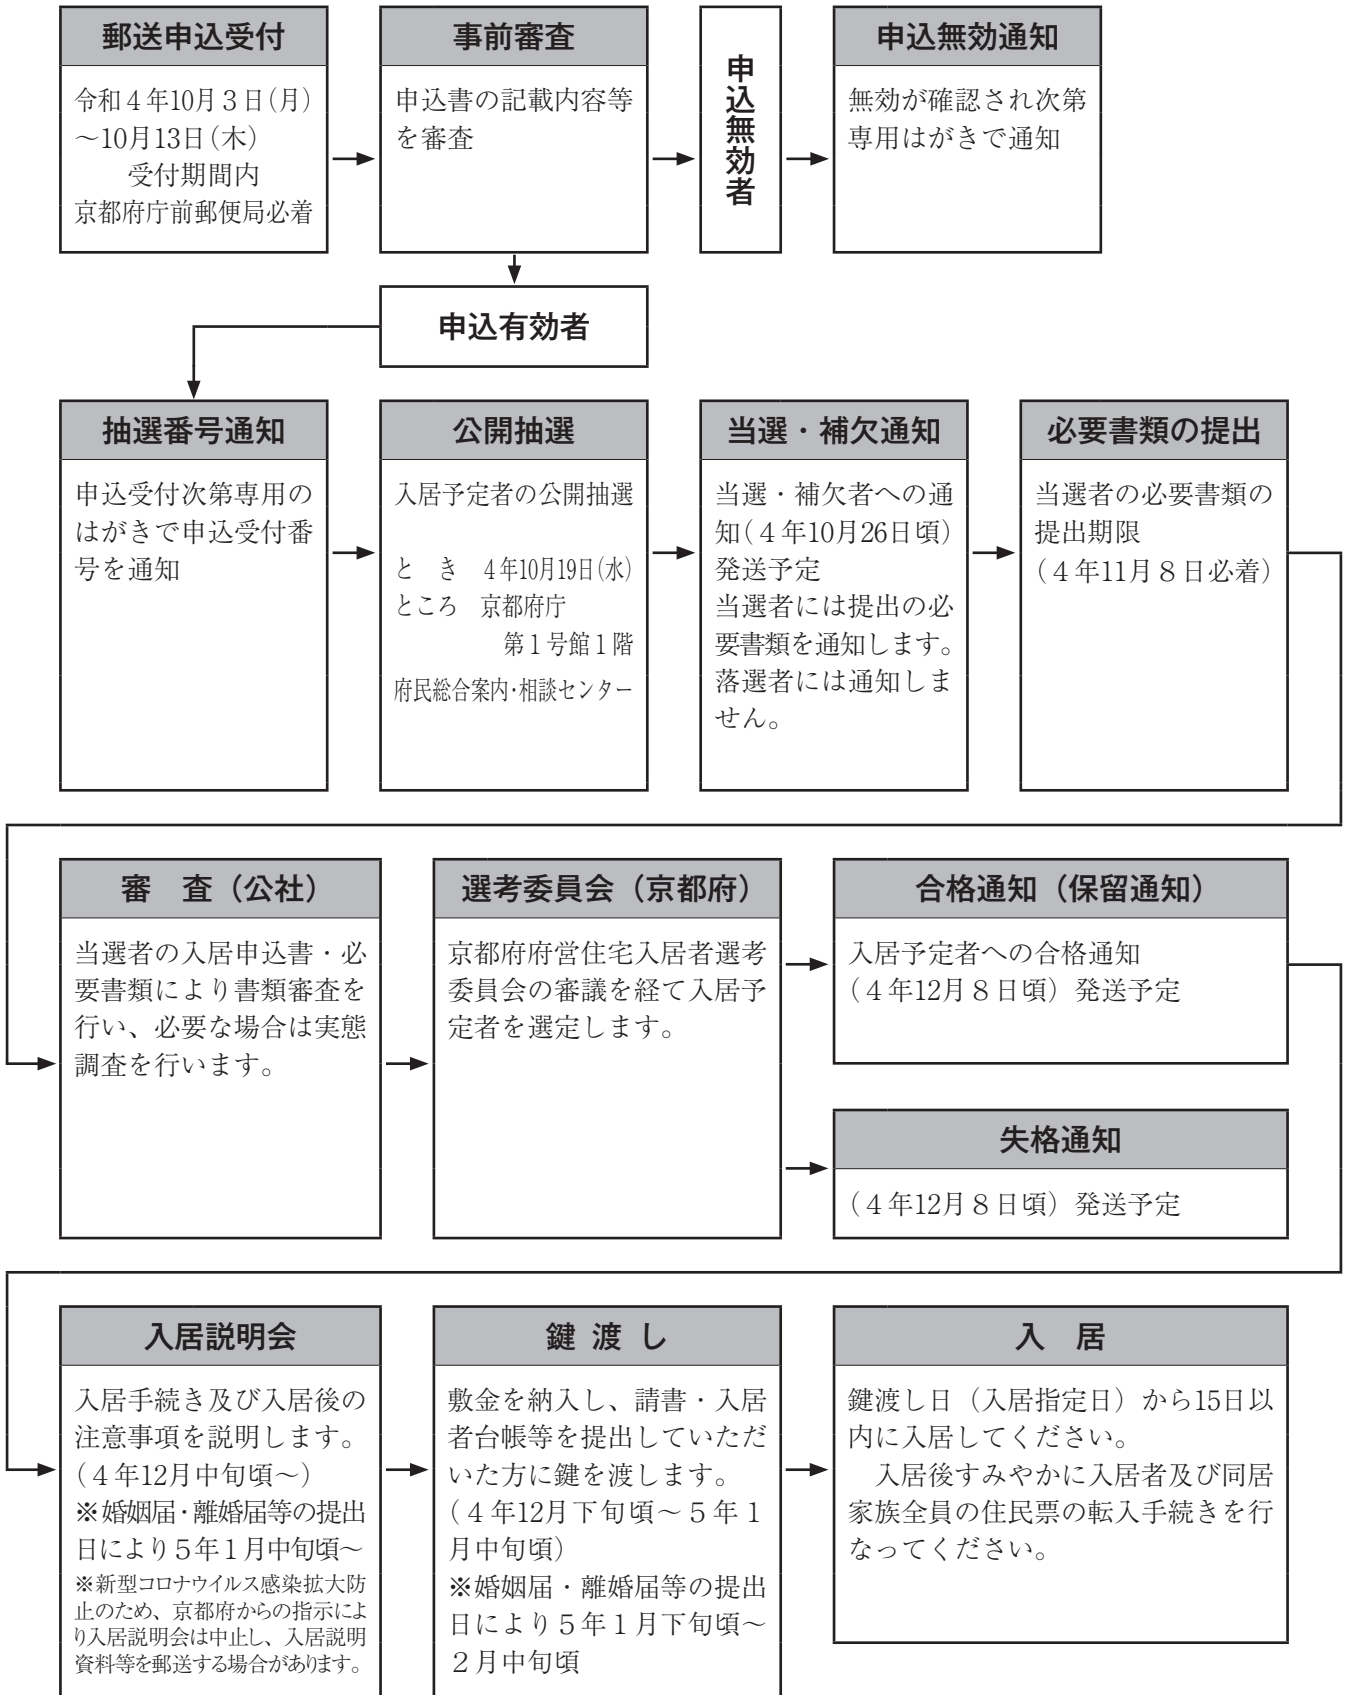 郵送申込受付
令和４年10月３日(月)
～10月13日(木)
受付期間内
京都府庁前郵便局必着
事前審査
申込書の記載内容等
を審査
申込無効者
申込無効通知
無効が確認され次第
専用はがきで通知
申込有効者
抽選番号通知
申込受付次第専用の
はがきで申込受付番
号を通知
公開抽選
入居予定者の公開抽選
と　き　４年10月19日(水)
ところ　京都府庁
第１号館１階
府民総合案内・相談センター
当選・補欠通知
当選・補欠者への通
知(４年10月26日頃)
発送予定
当選者には提出の必
要書類を通知します。
落選者には通知しま
せん。
必要書類の提出
当選者の必要書類の
提出期限
(４年11月８日必着)
審　査（公社）
当選者の入居申込書・必
要書類により書類審査を
行い、必要な場合は実態
調査を行います。
選考委員会（京都府）
京都府府営住宅入居者選考
委員会の審議を経て入居予
定者を選定します。
合格通知（保留通知）
入居予定者への合格通知
(４年12月８日頃）発送予定
失格通知
(４年12月８日頃）発送予定
入居説明会
入居手続き及び入居後の
注意事項を説明します。
(４年12月中旬頃～)
※婚姻届・離婚届等の提出
日により５年１月中旬頃～
※新型コロナウイルス感染拡大防
止のため、京都府からの指示によ
り入居説明会は中止し、入居説明
資料等を郵送する場合があります。
鍵 渡 し
敷金を納入し、請書・入居
者台帳等を提出していただ
いた方に鍵を渡します。
(４年12月下旬頃～５年１
月中旬頃)
※婚姻届・離婚届等の提出
日により５年１月下旬頃～
２月中旬頃
入　居
鍵渡し日（入居指定日）から15日以
内に入居してください。
入居後すみやかに入居者及び同居
家族全員の住民票の転入手続きを行
なってください。